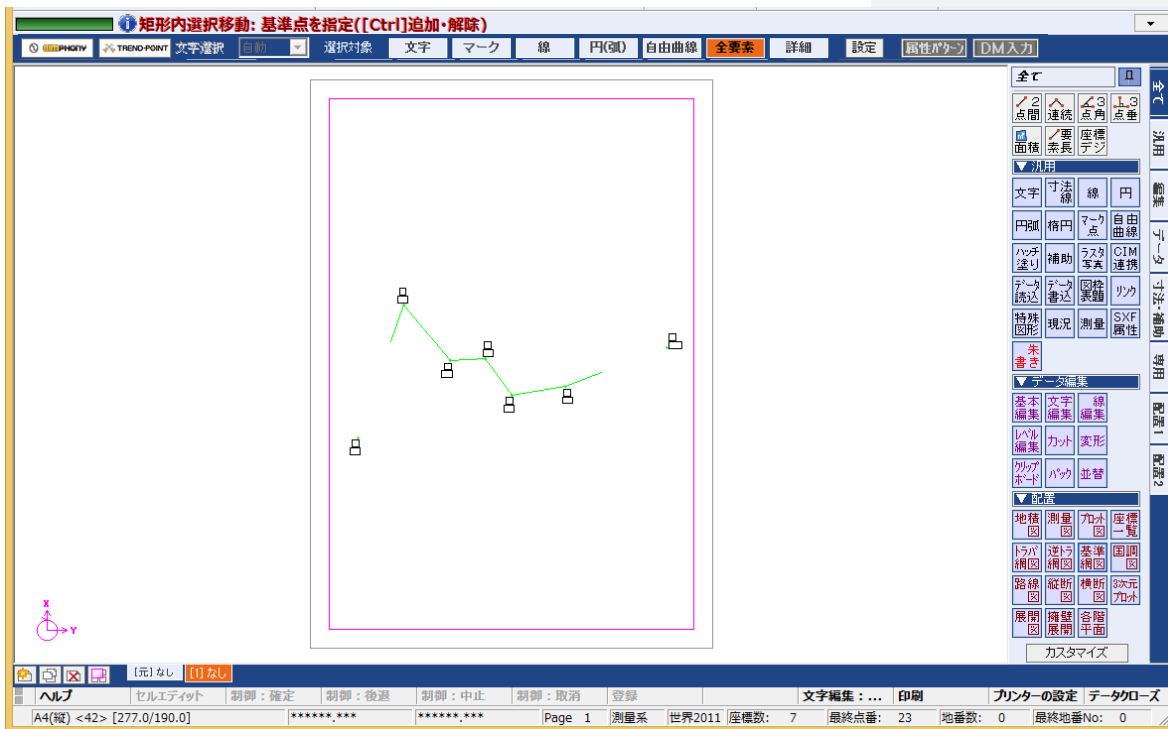 矩形内選択移動: 基準点を指定([Ctrl]追加・解除)
TREND-POINT 文字選択 自動 選択対象 文字 マーク 線 円(弧) 自由曲線 全要素 詳細 設定 属性パターン DM入力
全て
2点間 連続 3点角 3点垂
面積 要素長 座標デジ
▼ 汎用
文字 寸法線 線 円
円弧 楕円 マーク点 自由曲線
ハッチ塗り 補助 ラスタ写真 CIM連携
データ読込 データ書込 図枠表題 リンク
特殊図形 現況 測量 SXF属性
朱書き
▼ データ編集
基本編集 文字編集 線編集
レベル編集 カット 変形
クリップボード パック 並替
▼ 配置
地積図 測量図 プロット図 座標一覧
トラバ網図 逆トラ網図 基準網図 国調図
路線図 縦断図 横断図 3次元プロット
展開図 擁壁展開 各階平面
カスタマイズ
全て
汎用
編集
データ
寸法・補助
専用
配置1
配置2
X
Y
[元]なし [1]なし
ヘルプ セルエディット 制御:確定 制御:後退 制御:中止 制御:取消 登録 文字編集:... 印刷 プリンターの設定 データクローズ
A4(縦) <42> [277.0/190.0] ******.*** ******.*** Page 1 測量系 世界2011 座標数: 7 最終点番: 23 地番数: 0 最終地番No: 0